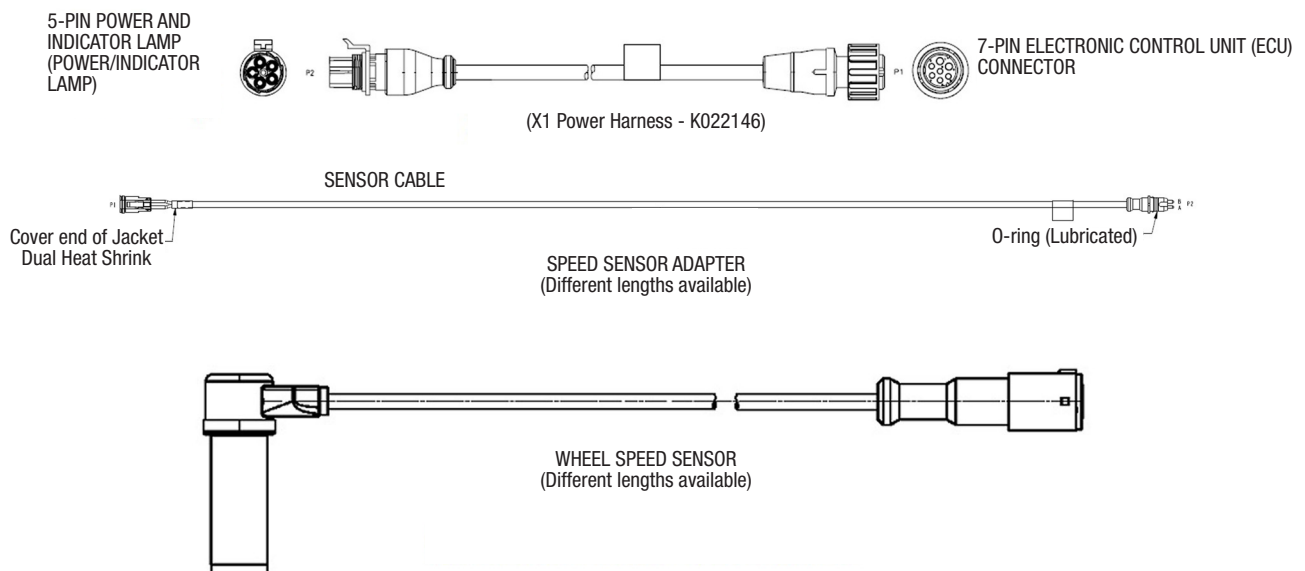 5-PIN POWER AND
INDICATOR LAMP
(POWER/INDICATOR
LAMP)
P2
P1
7-PIN ELECTRONIC CONTROL UNIT (ECU)
CONNECTOR
(X1 Power Harness - K022146)
SENSOR CABLE
P1
B
A
P2
Cover end of Jacket
Dual Heat Shrink
O-ring (Lubricated)
SPEED SENSOR ADAPTER
(Different lengths available)
WHEEL SPEED SENSOR
(Different lengths available)